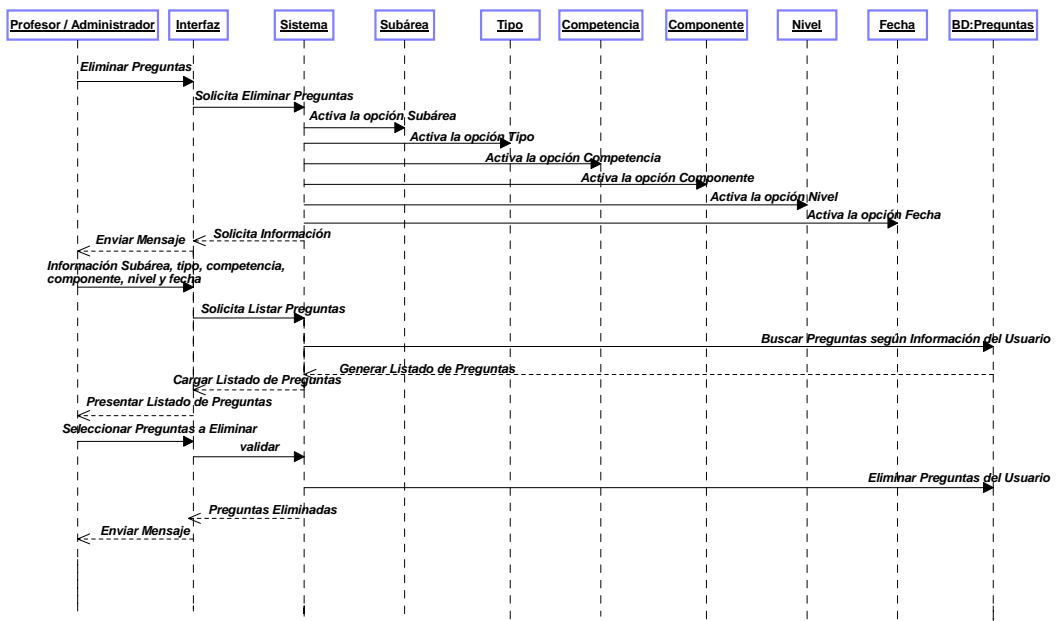 Profesor / Administrador
Interfaz
Sistema
Subárea
Tipo
Competencia
Componente
Nivel
Fecha
BD:Preguntas
Eliminar Preguntas
Solicita Eliminar Preguntas
Activa la opción Subárea
Activa la opción Tipo
Activa la opción Competencia
Activa la opción Componente
Activa la opción Nivel
Activa la opción Fecha
Solicita Información
Enviar Mensaje
Información Subárea, tipo, competencia,
componente, nivel y fecha
Solicita Listar Preguntas
Buscar Preguntas según Información del Usuario
Generar Listado de Preguntas
Cargar Listado de Preguntas
Presentar Listado de Preguntas
Seleccionar Preguntas a Eliminar
validar
Eliminar Preguntas del Usuario
Preguntas Eliminadas
Enviar Mensaje